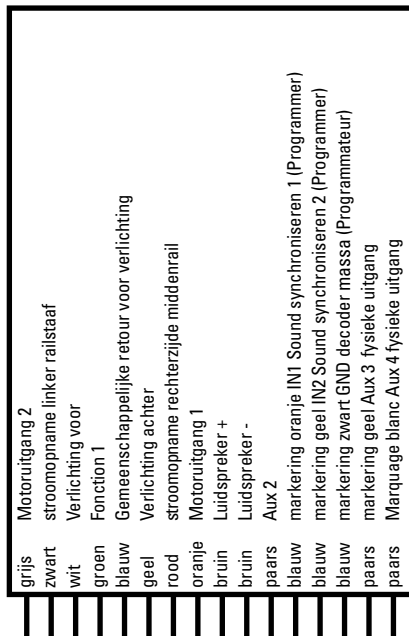 grijs Motoruitgang 2
zwart stroomopname linker railstaaf
wit Verlichting voor
groen Fonction 1
blauw Gemeenschappelijke retour voor verlichting
geel Verlichting achter
rood stroomopname rechterzijde middenrail
oranje Motoruitgang 1
bruin Luidspreker +
bruin Luidspreker -
paars Aux 2
blauw markering oranje IN1 Sound synchroniseren 1 (Programmer)
blauw markering geel IN2 Sound synchroniseren 2 (Programmer)
blauw markering zwart GND decoder massa (Programmateur)
paars markering geel Aux 3 fysieke uitgang
paars Marquage blanc Aux 4 fysieke uitgang